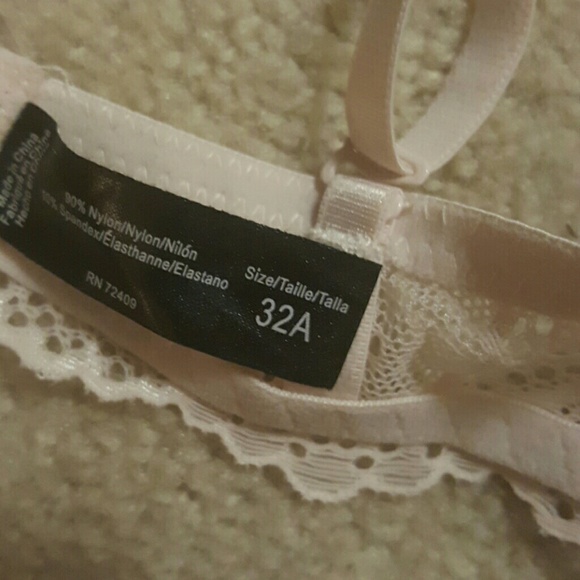 Made in China
90% Nylon/Nylon/Nilón
10% Spandex/Élasthanne/Elastano
RN 72409
Size/Taille/Talla
32A